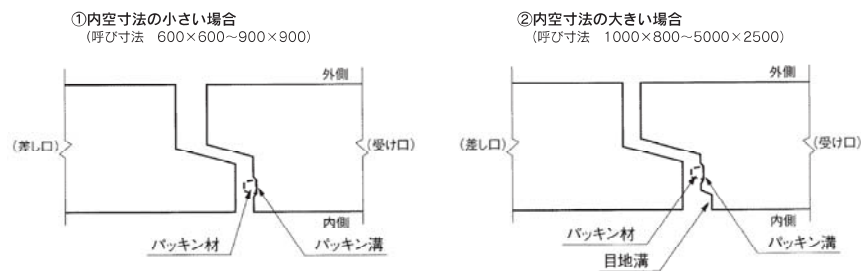 ①内空寸法の小さい場合
（呼び寸法　600×600〜900×900）
外側
（差し口）
（受け口）
内側
パッキン材
パッキン溝
②内空寸法の大きい場合
（呼び寸法　1000×800〜5000×2500）
外側
（差し口）
（受け口）
内側
パッキン材
パッキン溝
目地溝